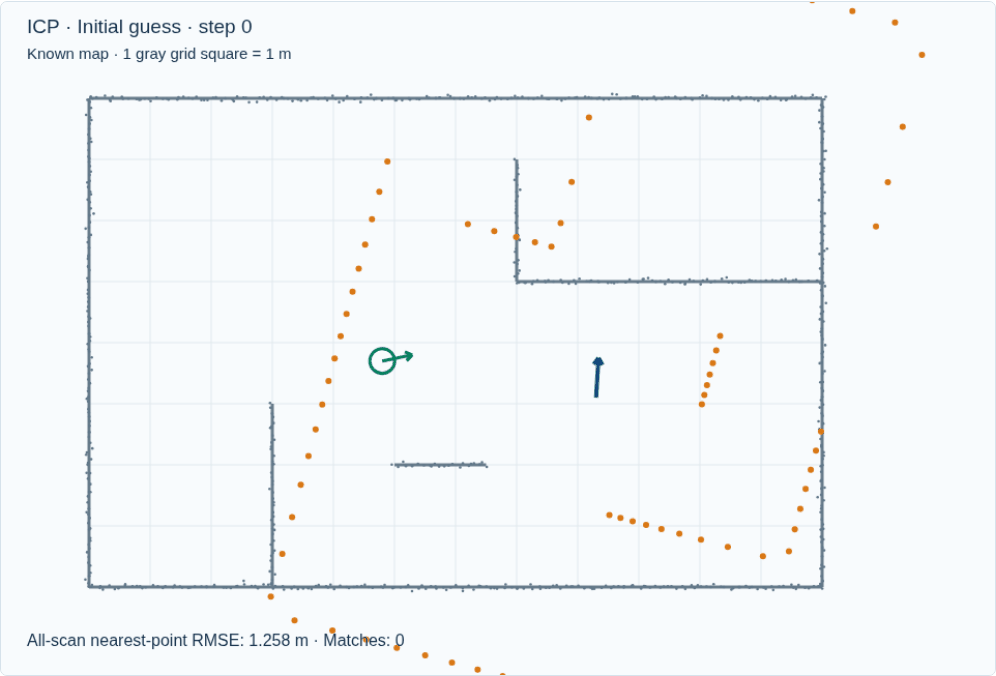 ICP · Initial guess · step 0
Known map · 1 gray grid square = 1 m
All-scan nearest-point RMSE: 1.258 m · Matches: 0